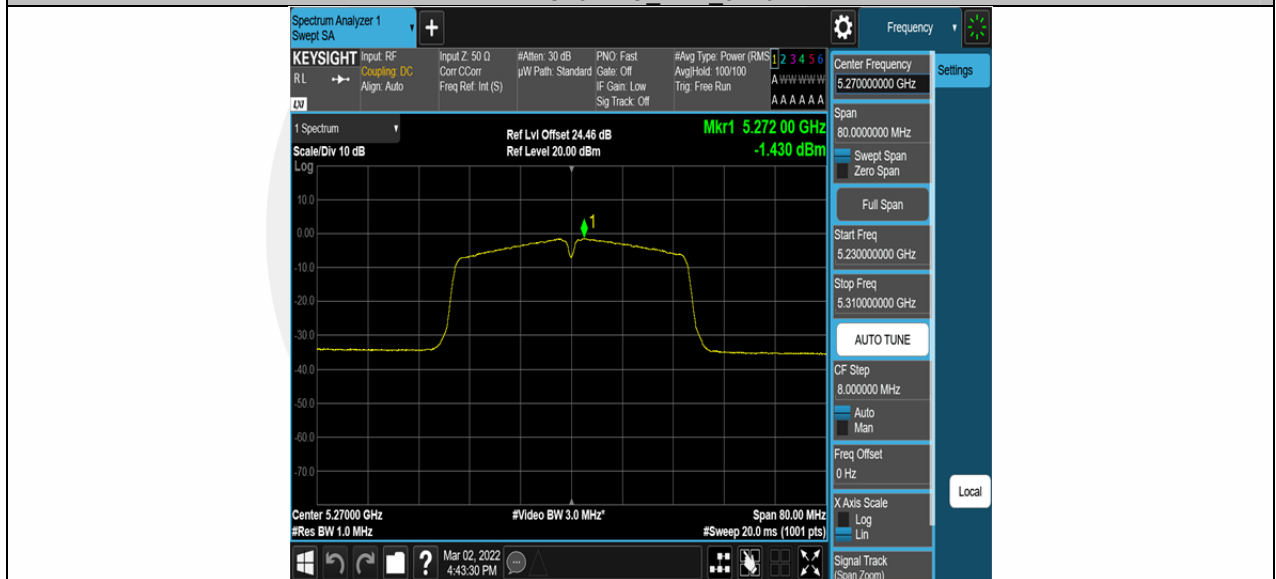 Spectrum Analyzer 1
Swept SA
+
Frequency
KEYSIGHT
RL
LXI
Input: RF
Coupling: DC
Align: Auto
Input Z: 50 Ω
Corr CCorr
Freq Ref: Int (S)
#Atten: 30 dB
µW Path: Standard
PNO: Fast
Gate: Off
IF Gain: Low
Sig Track: Off
#Avg Type: Power (RMS
Avg|Hold: 100/100
Trig: Free Run
1 2 3 4 5 6
A W W W W W
A A A A A A
1 Spectrum
Scale/Div 10 dB
Log
Ref Lvl Offset 24.46 dB
Ref Level 20.00 dBm
Mkr1 5.272 00 GHz
-1.430 dBm
1
10.0
0.00
-10.0
-20.0
-30.0
-40.0
-50.0
-60.0
-70.0
Center 5.27000 GHz
#Res BW 1.0 MHz
#Video BW 3.0 MHz*
Span 80.00 MHz
#Sweep 20.0 ms (1001 pts)
Center Frequency
5.270000000 GHz
Settings
Span
80.0000000 MHz
Swept Span
Zero Span
Full Span
Start Freq
5.230000000 GHz
Stop Freq
5.310000000 GHz
AUTO TUNE
CF Step
8.000000 MHz
Auto
Man
Freq Offset
0 Hz
X Axis Scale
Log
Lin
Local
Signal Track
(Span Zoom)
?
Mar 02, 2022
4:43:30 PM